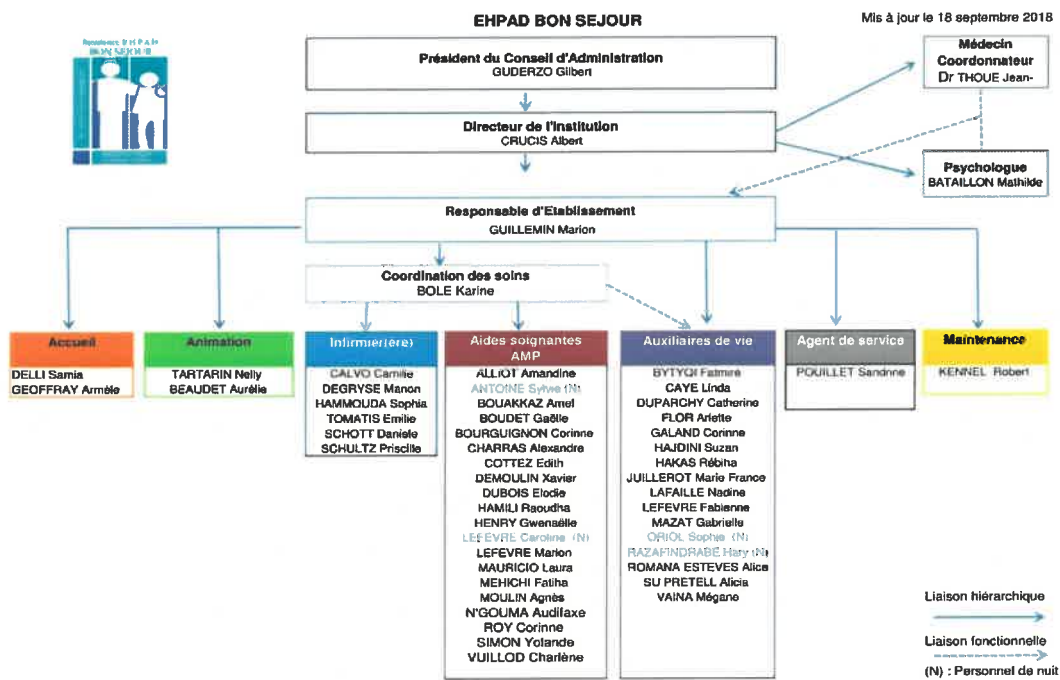 EHPAD BON SEJOUR
Mis à jour le 18 septembre 2018
Résidence EHPAD
BON SEJOUR
Président du Conseil d'Administration
GUDERZO Gilbert
Médecin
Coordonnateur
Dr THOUE Jean-
Directeur de l'Institution
CRUCIS Albert
Psychologue
BATAILLON Mathilde
Responsable d'Etablissement
GUILLEMIN Marion
Coordination des soins
BOLE Karine
Accueil
DELLI Samia
GEOFFRAY Armèle
Animation
TARTARIN Nelly
BEAUDET Aurélie
Infirmier(ère)
CALVO Camille
DEGRYSE Manon
HAMMOUDA Sophia
TOMATIS Emilie
SCHOTT Daniele
SCHULTZ Priscille
Aides soignantes
AMP
ALLIOT Amandine
ANTOINE Sylvie (N)
BOUAKKAZ Amel
BOUDET Gaëlle
BOURGUIGNON Corinne
CHARRAS Alexandre
COTTEZ Edith
DEMOULIN Xavier
DUBOIS Elodie
HAMILI Raoudha
HENRY Gwenaëlle
LEFEVRE Caroline (N)
LEFEVRE Marion
MAURICIO Laura
MEHICHI Fatiha
MOULIN Agnès
N'GOUMA Audifaxe
ROY Corinne
SIMON Yolande
VUILLOD Charlène
Auxiliaires de vie
BYTYQI Fatmire
CAYE Linda
DUPARCHY Catherine
FLOR Arlette
GALAND Corinne
HAJDINI Suzan
HAKAS Rébiha
JUILLEROT Marie France
LAFAILLE Nadine
LEFEVRE Fabienne
MAZAT Gabrielle
ORIOL Sophie (N)
RAZAFINDRABE Hary (N)
ROMANA ESTEVES Alice
SU PRETELL Alicia
VAINA Mégane
Agent de service
POUILLET Sandrine
Maintenance
KENNEL Robert
Liaison hiérarchique
Liaison fonctionnelle
(N) : Personnel de nuit